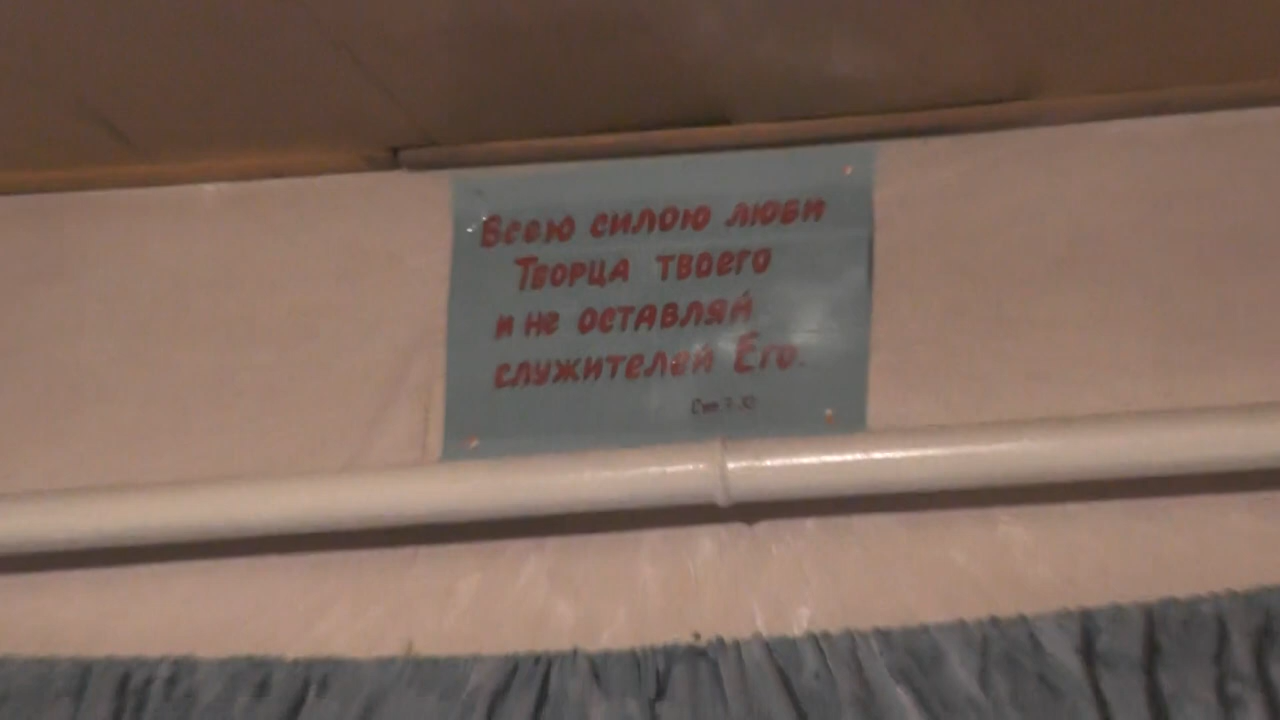 Всею силою люби
Творца твоего
и не оставляй
служителей Его.